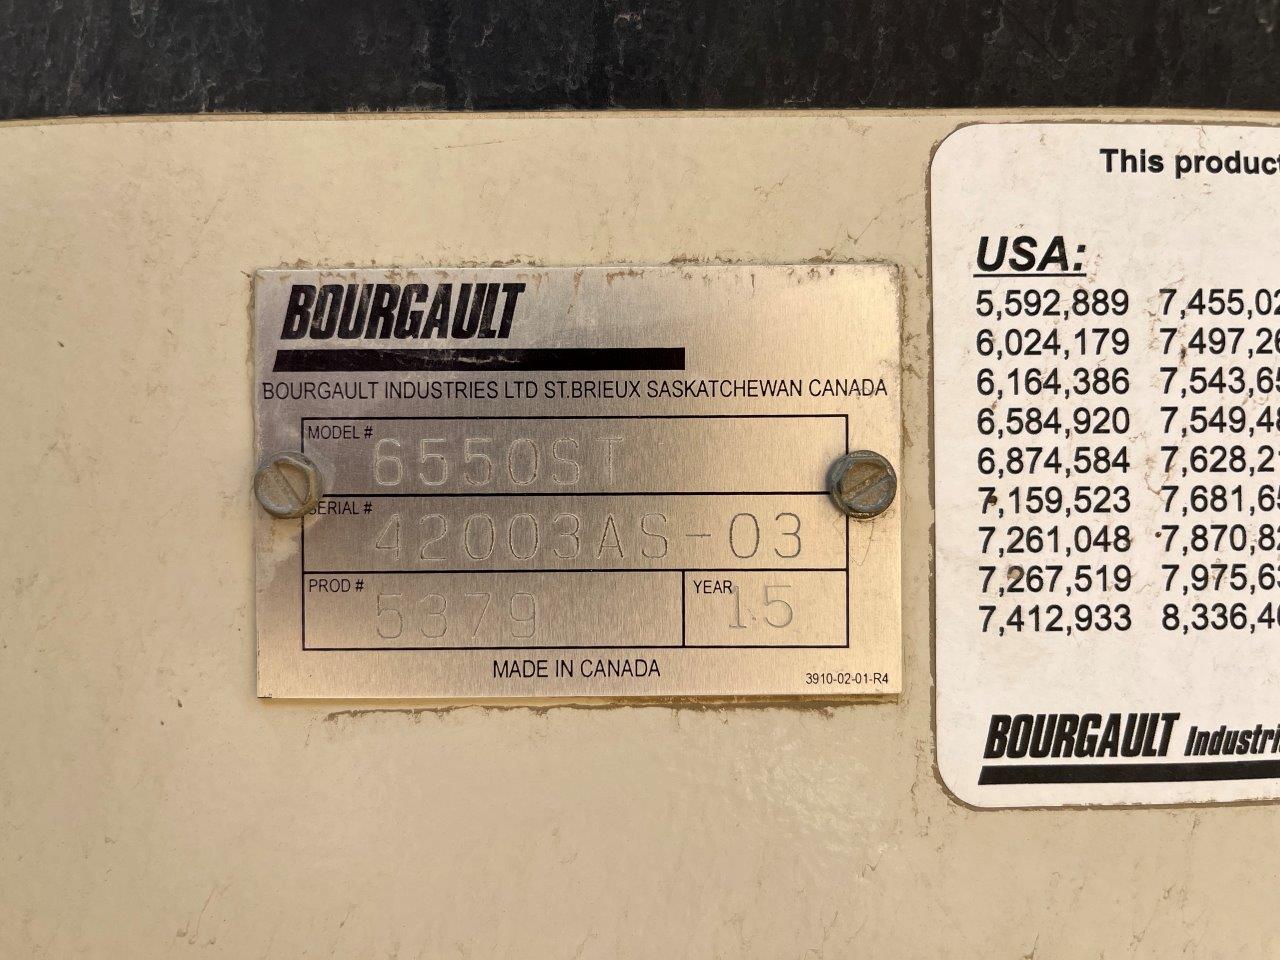 BOURGAULT
BOURGAULT INDUSTRIES LTD ST.BRIEUX SASKATCHEWAN CANADA
MODEL # 6550ST
SERIAL # 42003AS-03
PROD # 5379 YEAR 15
MADE IN CANADA
3910-02-01-R4
This product
USA:
5,592,889
6,024,179
6,164,386
6,584,920
6,874,584
7,159,523
7,261,048
7,267,519
7,412,933
BOURGAULT